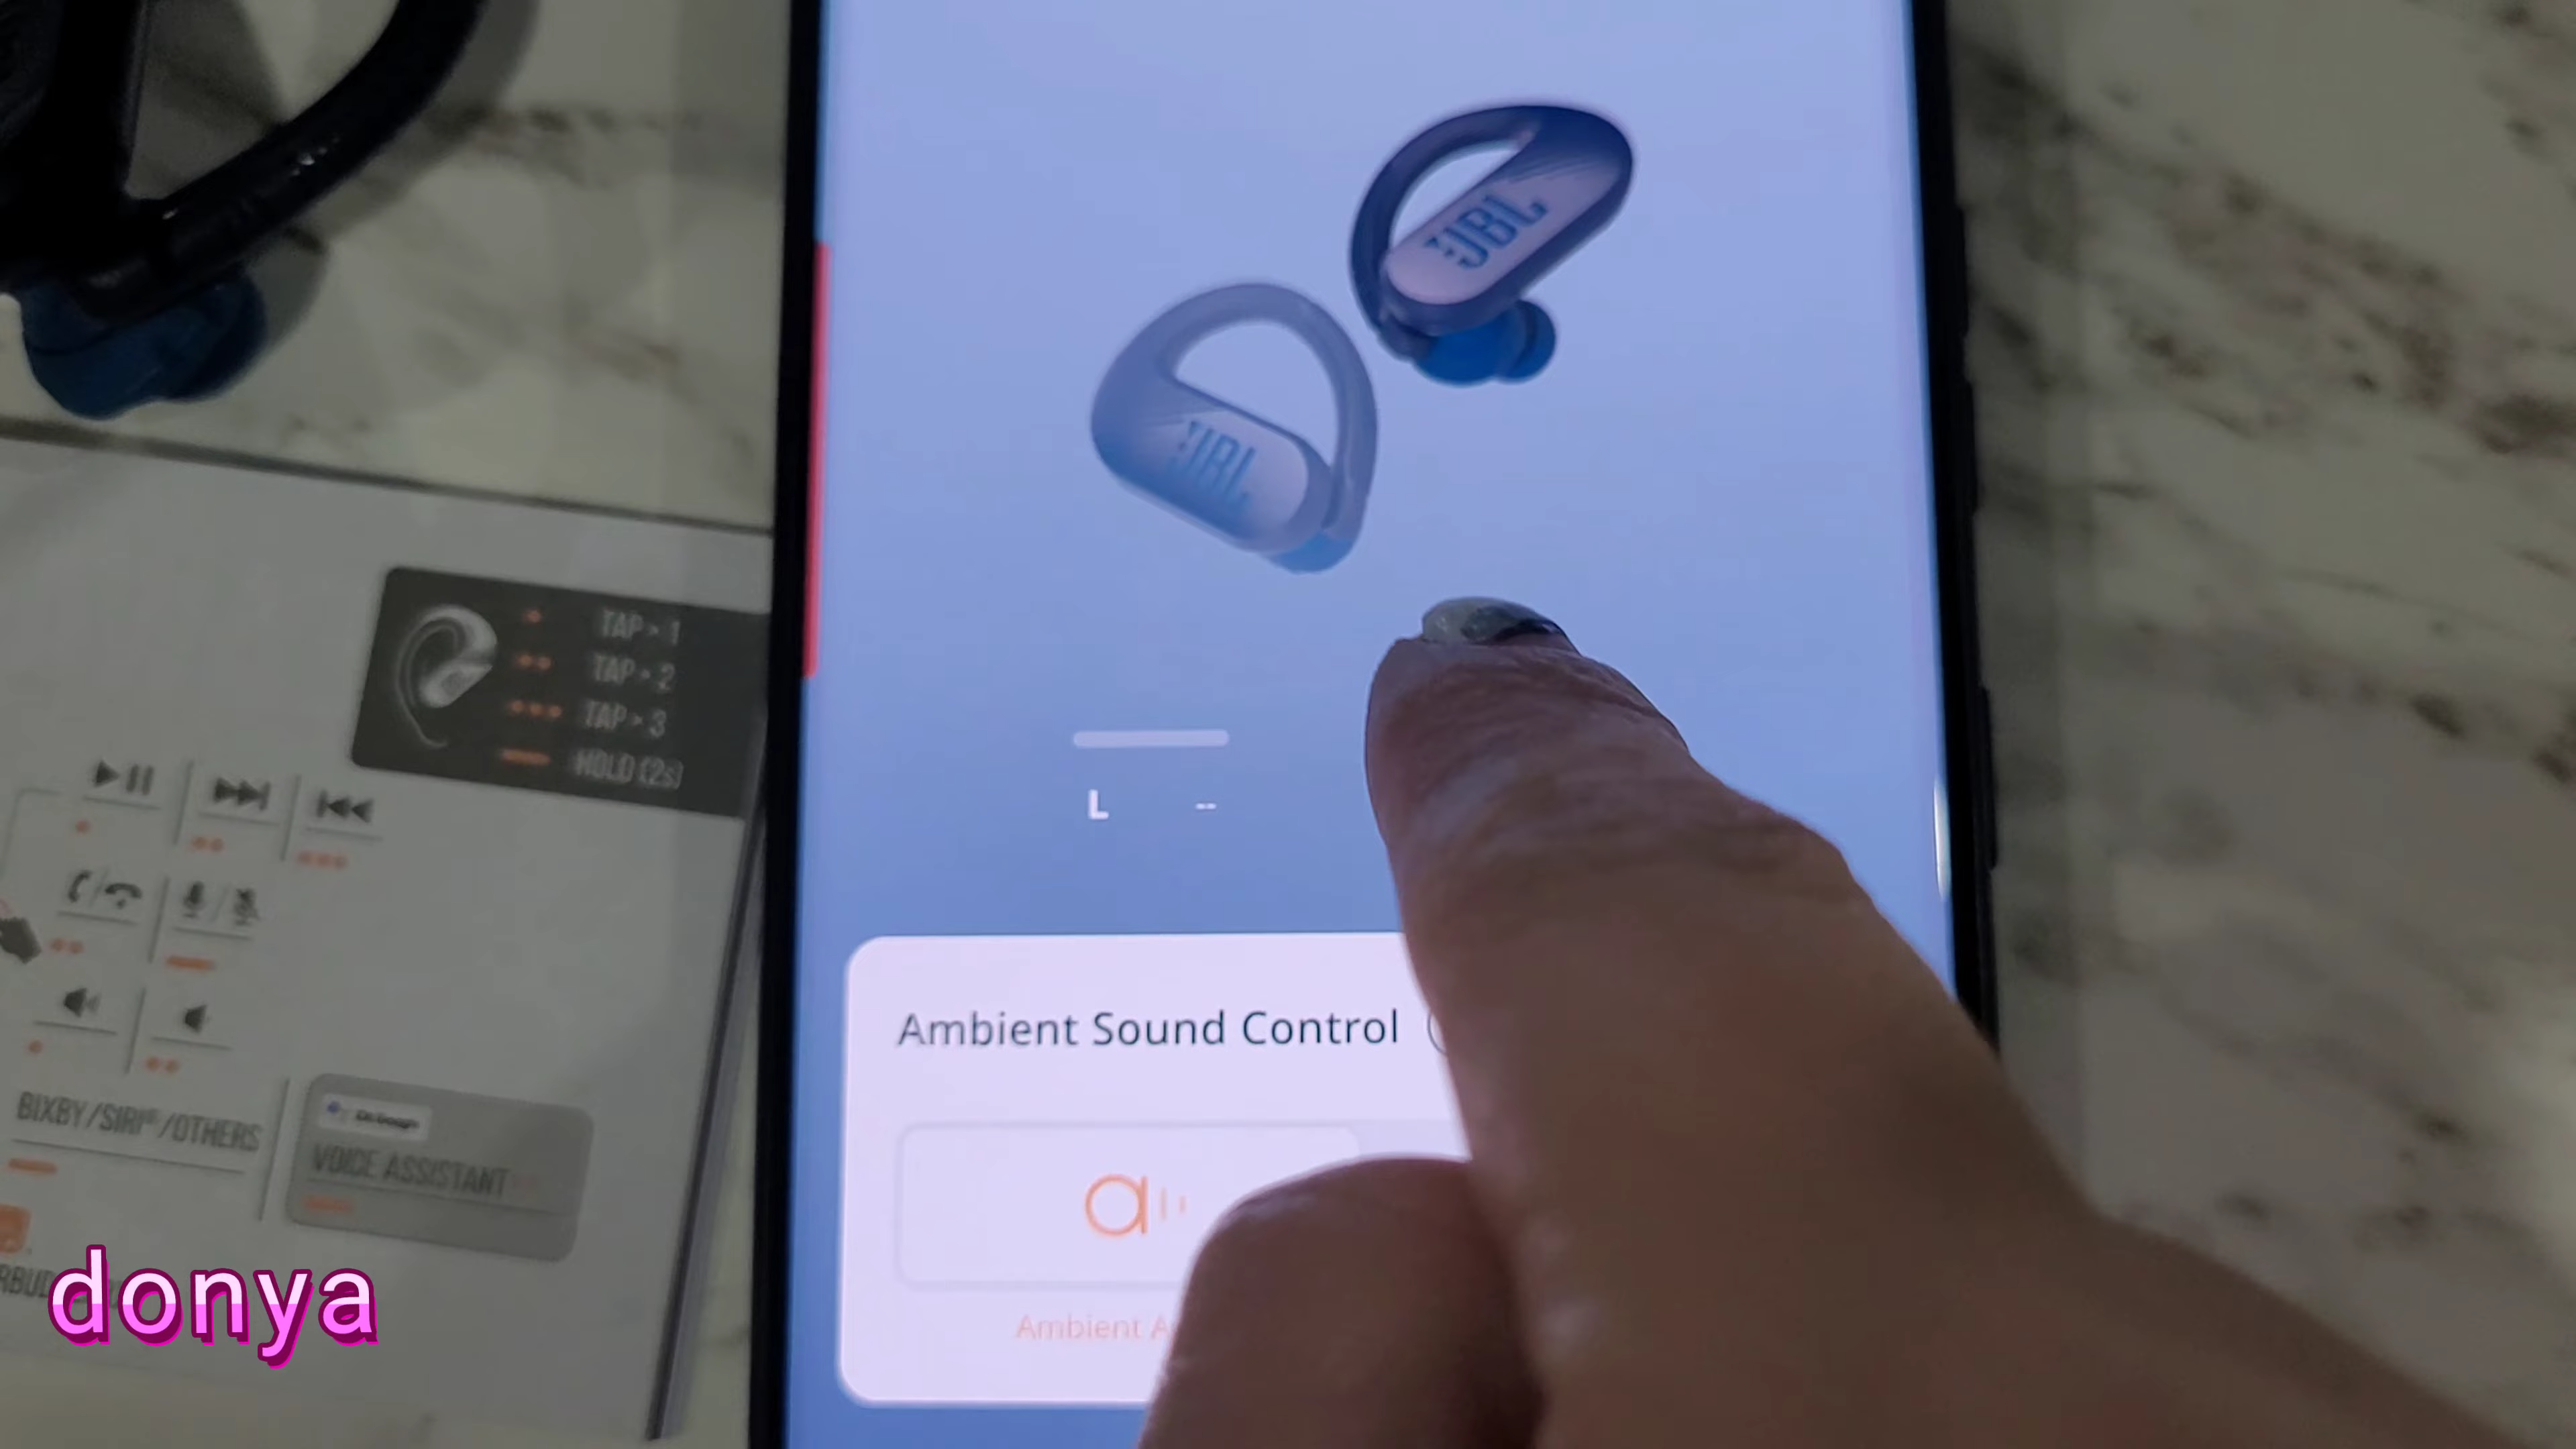 JBL
JBL
L --
Ambient Sound Control
Ambient
TAP > 1
TAP > 2
TAP > 3
HOLD (2s)
BIXBY/SIRI®/OTHERS
VOICE ASSISTANT
donya